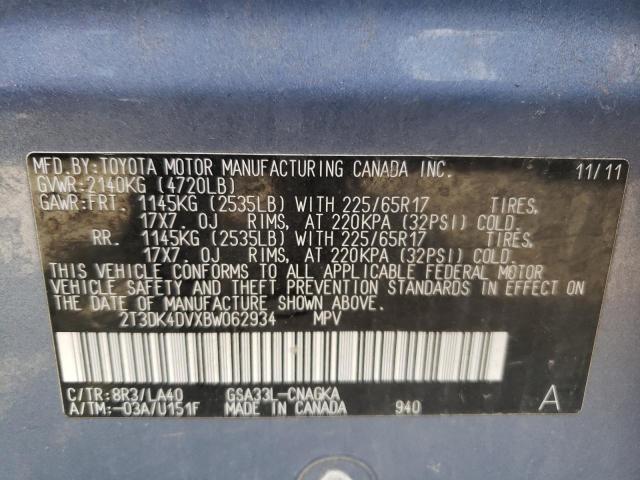 MFD.BY:TOYOTA MOTOR MANUFACTURING CANADA INC. 11/11
GVWR:2140KG (4720LB)
GAWR:FRT. 1145KG (2535LB) WITH 225/65R17 TIRES,
17X7. 0J RIMS, AT 220KPA (32PSI) COLD.
RR. 1145KG (2535LB) WITH 225/65R17 TIRES,
17X7. 0J RIMS, AT 220KPA (32PSI) COLD.
THIS VEHICLE CONFORMS TO ALL APPLICABLE FEDERAL MOTOR
VEHICLE SAFETY AND THEFT PREVENTION STANDARDS IN EFFECT
ON THE DATE OF MANUFACTURE SHOWN ABOVE.
2T3DK4DVXBW062934 MPV
C/TR: 8R3/LA40 GSA33L-CNAGKA
A/TM:-03A/U151F MADE IN CANADA 940 A